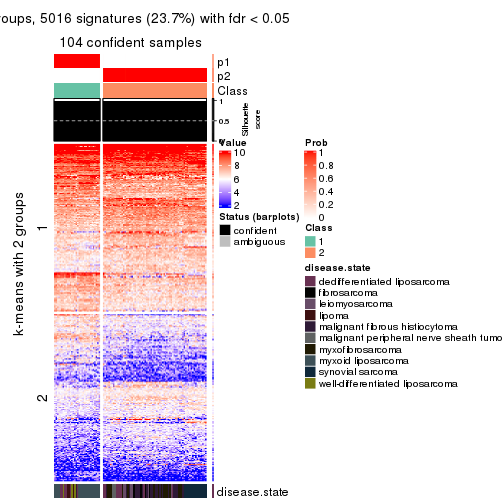 roups, 5016 signatures (23.7%) with fdr < 0.05
104 confident samples
p1
p2
Class
1
0.5
0
Silhouette
score
k-means with 2 groups
1
2
disease.state
Value
10
8
6
4
2
Status (barplots)
confident
ambiguous
Prob
1
0.8
0.6
0.4
0.2
0
Class
1
2
disease.state
dedifferentiated liposarcoma
fibrosarcoma
leiomyosarcoma
lipoma
malignant fibrous histiocytoma
malignant peripheral nerve sheath tumo
myxofibrosarcoma
myxoid liposarcoma
synovial sarcoma
well-differentiated liposarcoma